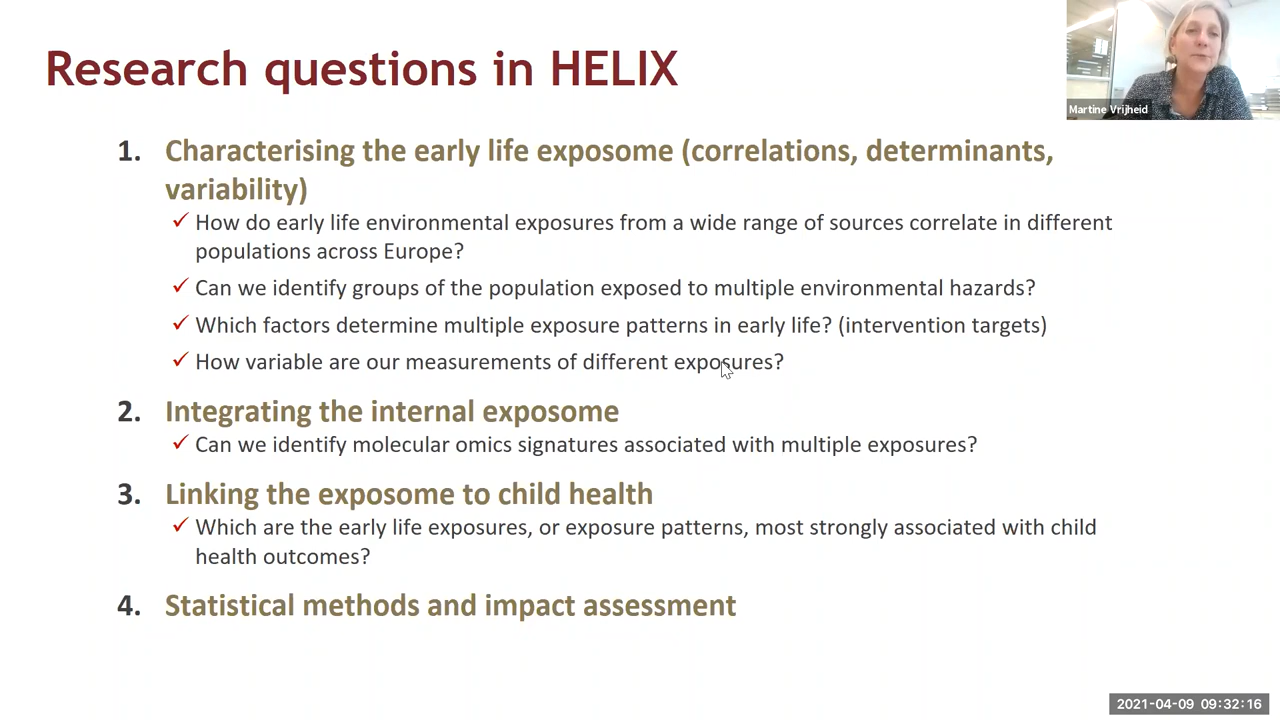 Research questions in HELIX
Martine Vrijheid
1. Characterising the early life exposome (correlations, determinants,
variability)
✓ How do early life environmental exposures from a wide range of sources correlate in different
populations across Europe?
✓ Can we identify groups of the population exposed to multiple environmental hazards?
✓ Which factors determine multiple exposure patterns in early life? (intervention targets)
✓ How variable are our measurements of different exposures?
2. Integrating the internal exposome
✓ Can we identify molecular omics signatures associated with multiple exposures?
3. Linking the exposome to child health
✓ Which are the early life exposures, or exposure patterns, most strongly associated with child
health outcomes?
4. Statistical methods and impact assessment
2021-04-09 09:32:16